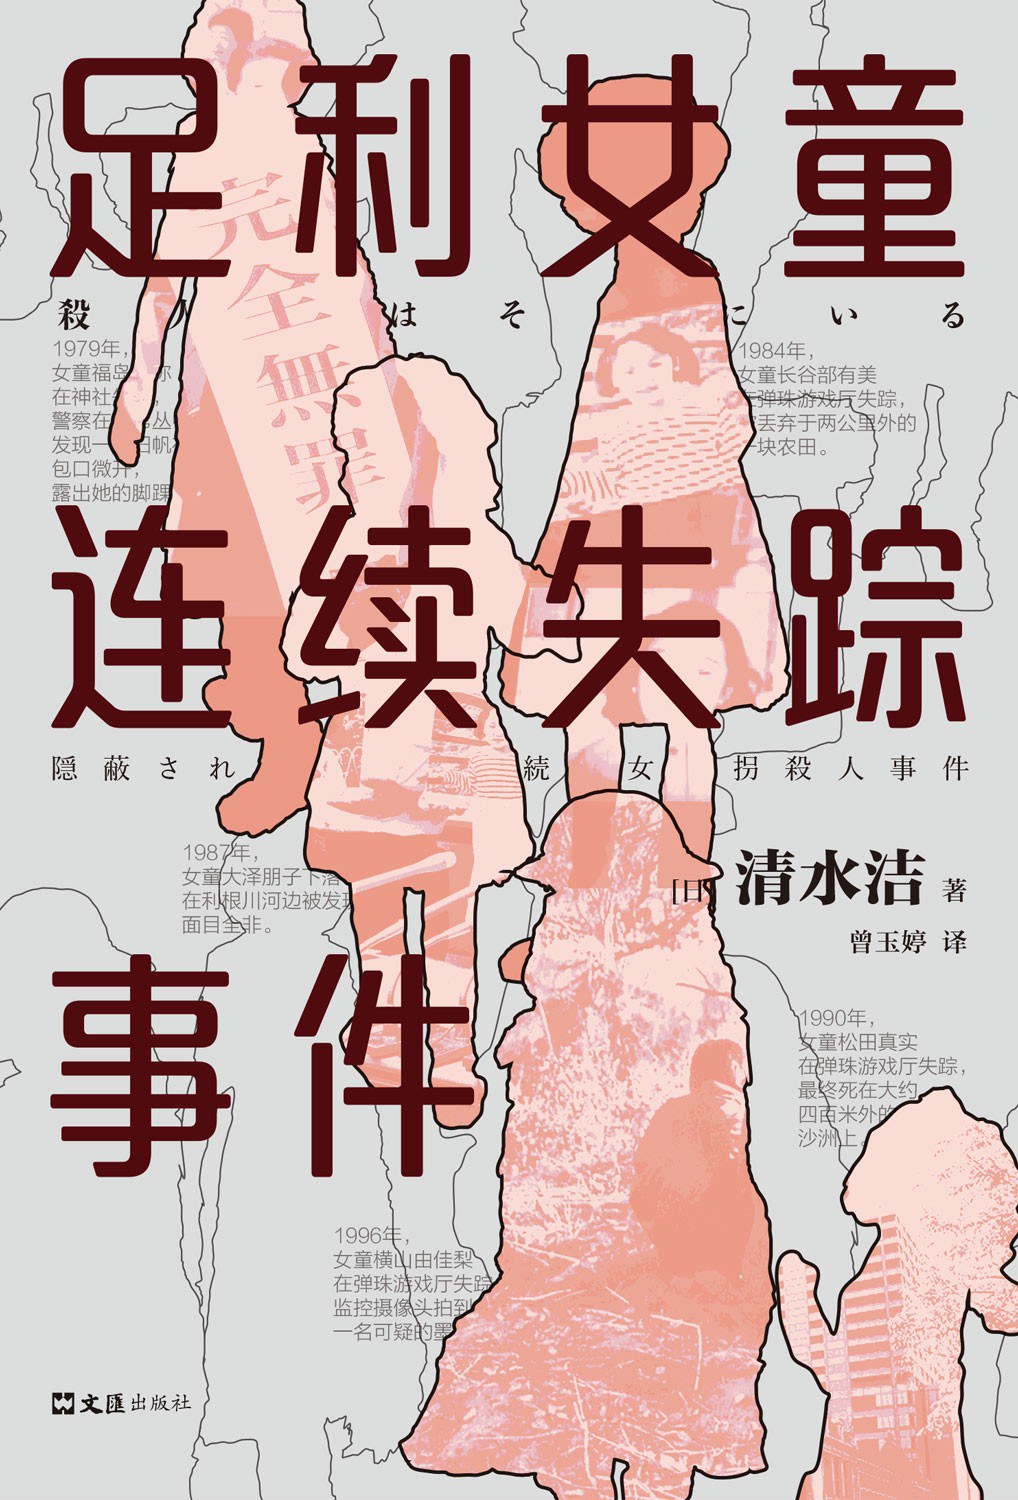 足利女童
殺人はそこにいる
1979年，
女童福岛
在神社
警察在
发现一
包口微开，
露出她的脚踝
完全無罪
1984年，
女童长谷部有美
在弹珠游戏厅失踪，
丢弃于两公里外的
一块农田。
连续失踪
隠蔽され 続 女 拐殺人事件
1987年，
女童大泽朋子下落
在利根川河边被发现
面目全非。
[日] 清水洁 著
曾玉婷 译
事件
1990年，
女童松田真实
在弹珠游戏厅失踪，
最终死在大约
四百米外的
沙洲上。
1996年，
女童横山由佳梨
在弹珠游戏厅失踪
监控摄像头拍到
一名可疑的墨
文匯出版社